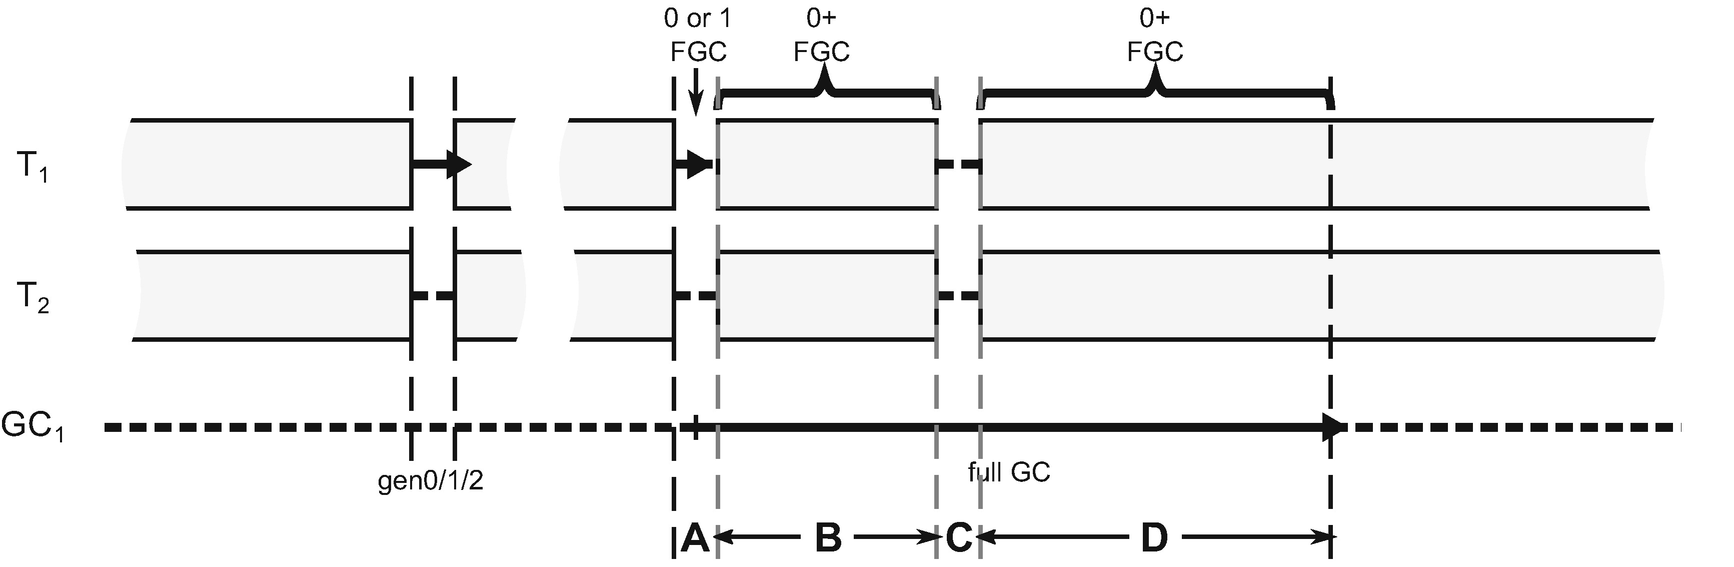 0 or 1
FGC
0+
FGC
0+
FGC
T1
T2
GC1
gen0/1/2
full GC
A
B
C
D